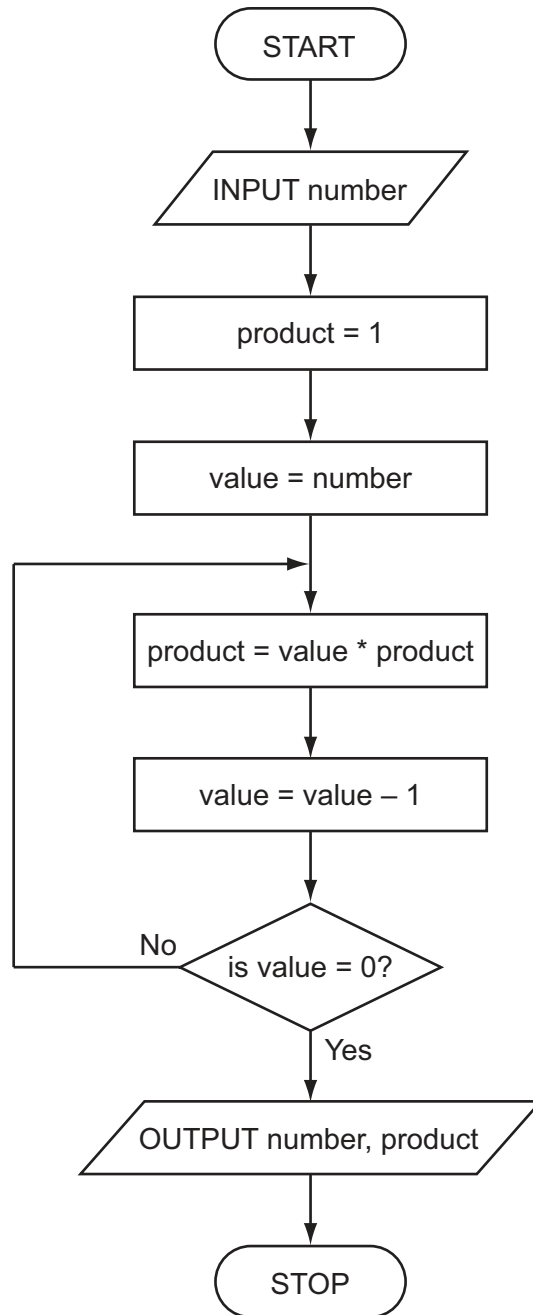 START
INPUT number
product = 1
value = number
product = value * product
value = value – 1
is value = 0?
No
Yes
OUTPUT number, product
STOP